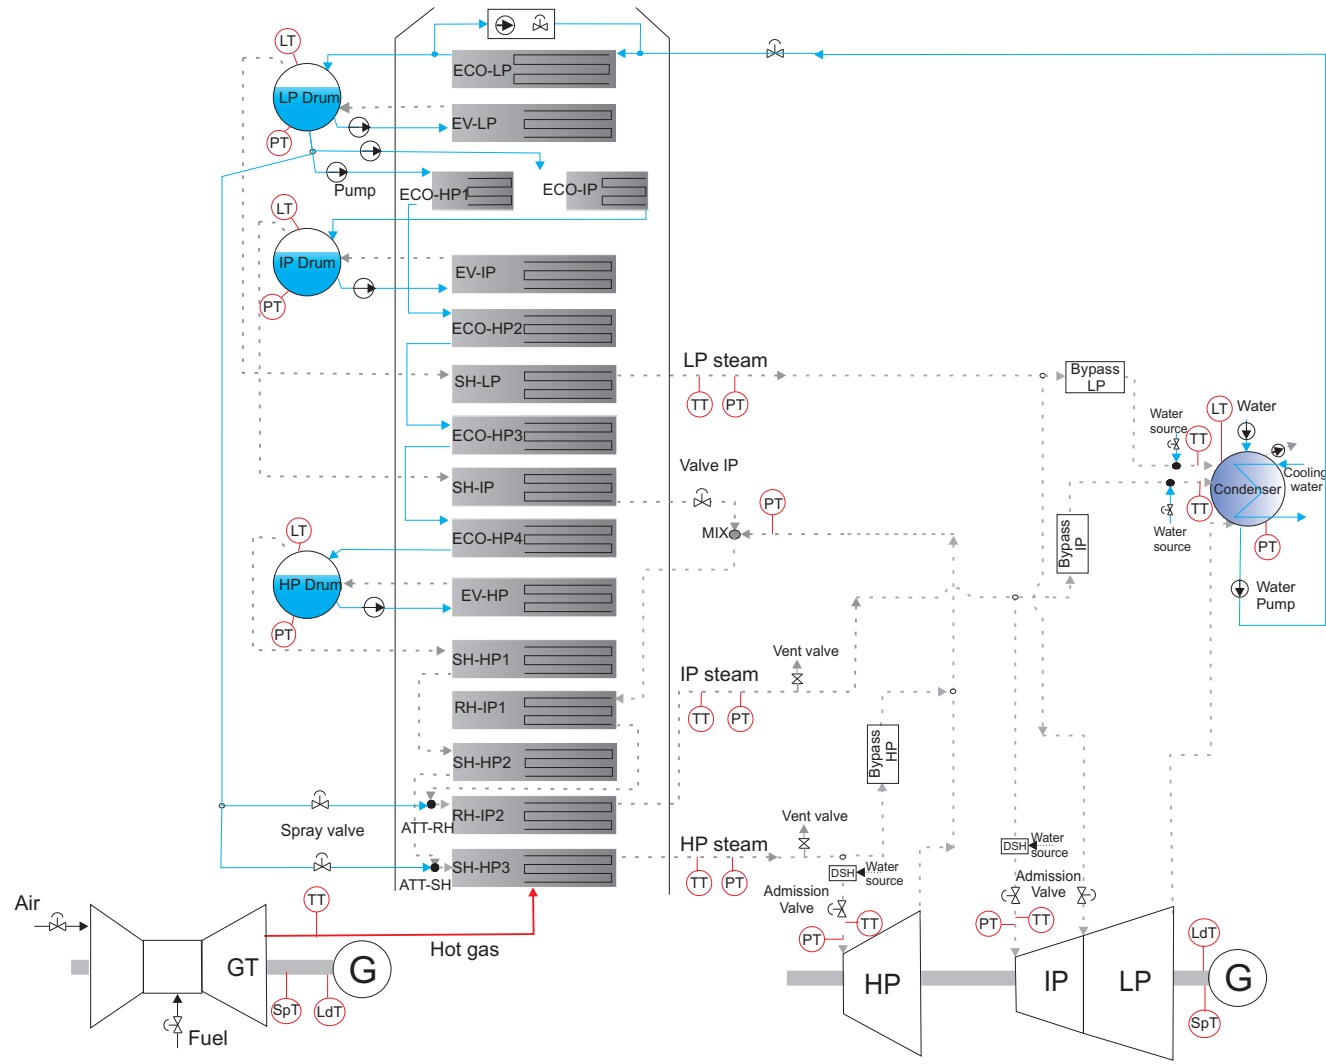 LT
ECO-LP
LP Drum
EV-LP
PT
Pump
ECO-HP1
ECO-IP
LT
IP Drum
EV-IP
PT
ECO-HP2
LP steam
Bypass
LP
SH-LP
TT
PT
Water
source
LT
Water
TT
ECO-HP3
Valve IP
Cooling
water
SH-IP
Condenser
TT
PT
MIX
Bypass
IP
Water
source
PT
LT
ECO-HP4
HP Drum
EV-HP
Water
Pump
PT
SH-HP1
Vent valve
IP steam
RH-IP1
TT
PT
Bypass
HP
SH-HP2
RH-IP2
ATT-RH
Spray valve
Vent valve
HP steam
SH-HP3
ATT-SH
TT
PT
DSH
Water
source
DSH
Water
source
Admission
Valve
Admission
Valve
TT
Air
TT
PT
PT
TT
LdT
Hot gas
GT
G
HP
IP
LP
G
SpT
LdT
SpT
Fuel